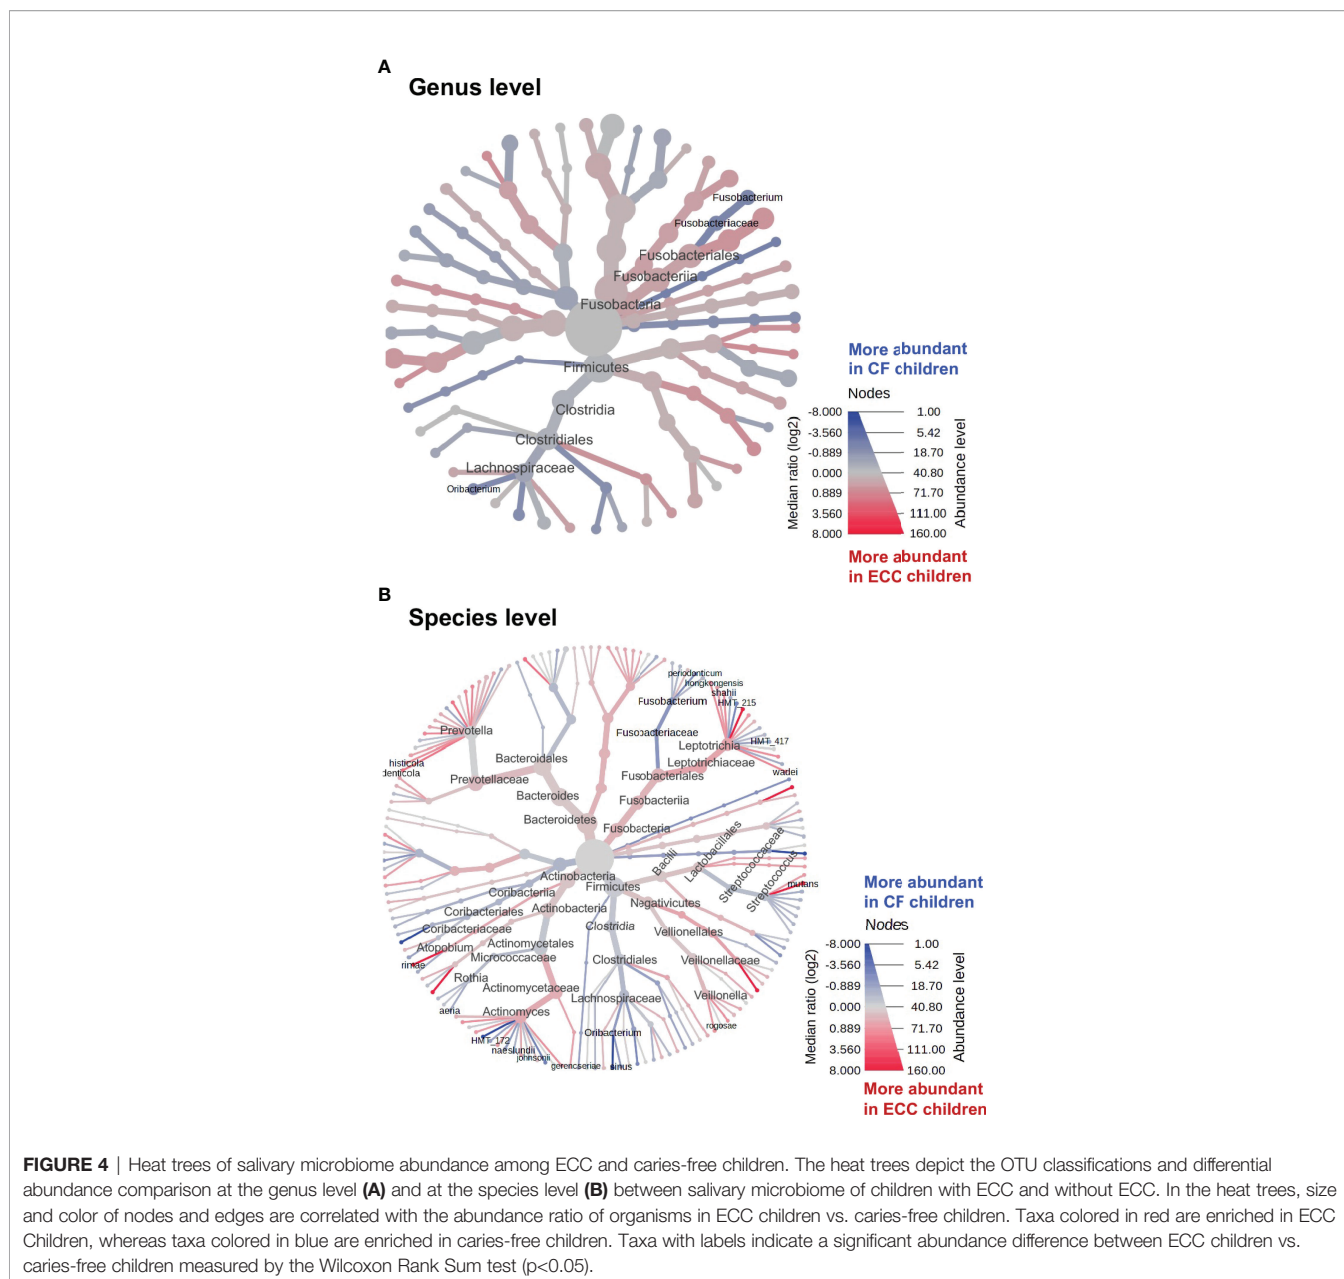 A
Genus level
Fusobacterium
Fusobacteriaceae
Fusobacteriales
Fusobacteriia
Fusobacteria
Firmicutes
Clostridia
Clostridiales
Lachnospiraceae
Oribacterium
More abundant
in CF children
Nodes
-8.000 1.00
-3.560 5.42
-0.889 18.70
0.000 40.80
0.889 71.70
3.560 111.00
8.000 160.00
Median ratio (log2)
Abundance level
More abundant
in ECC children
B
Species level
periodonticum
hongkongensis
shahii
Fusobacterium
HMT_215
Prevotella
Fusobacteriaceae
Leptotrichia
HMT_417
Bacteroidales
Leptotrichiaceae
histicola
denticola
Prevotellaceae
Fusobacteriales
wadei
Bacteroides
Fusobacteriia
Bacteroidetes
Fusobacteria
Bacilli
Lactobacillales
Streptococcaceae
Streptococcus
mutans
Actinobacteria
Firmicutes
Coribacteriia
Negativicutes
Coribacteriales
Actinobacteria
Coribacteriaceae
Clostridia
Vellionellales
Atopobium
Actinomycetales
rimae
Micrococcaceae
Clostridiales
Veillonellaceae
Rothia
Actinomycetaceae
Lachnospiraceae
Veillonella
aeria
Actinomyces
rogosae
Oribacterium
HMT_172
naeslundii
johnsonii
gerencseriae
sinus
More abundant
in CF children
Nodes
-8.000 1.00
-3.560 5.42
-0.889 18.70
0.000 40.80
0.889 71.70
3.560 111.00
8.000 160.00
Median ratio (log2)
Abundance level
More abundant
in ECC children
FIGURE 4 | Heat trees of salivary microbiome abundance among ECC and caries-free children. The heat trees depict the OTU classifications and differential
abundance comparison at the genus level (A) and at the species level (B) between salivary microbiome of children with ECC and without ECC. In the heat trees, size
and color of nodes and edges are correlated with the abundance ratio of organisms in ECC children vs. caries-free children. Taxa colored in red are enriched in ECC
Children, whereas taxa colored in blue are enriched in caries-free children. Taxa with labels indicate a significant abundance difference between ECC children vs.
caries-free children measured by the Wilcoxon Rank Sum test (p<0.05).